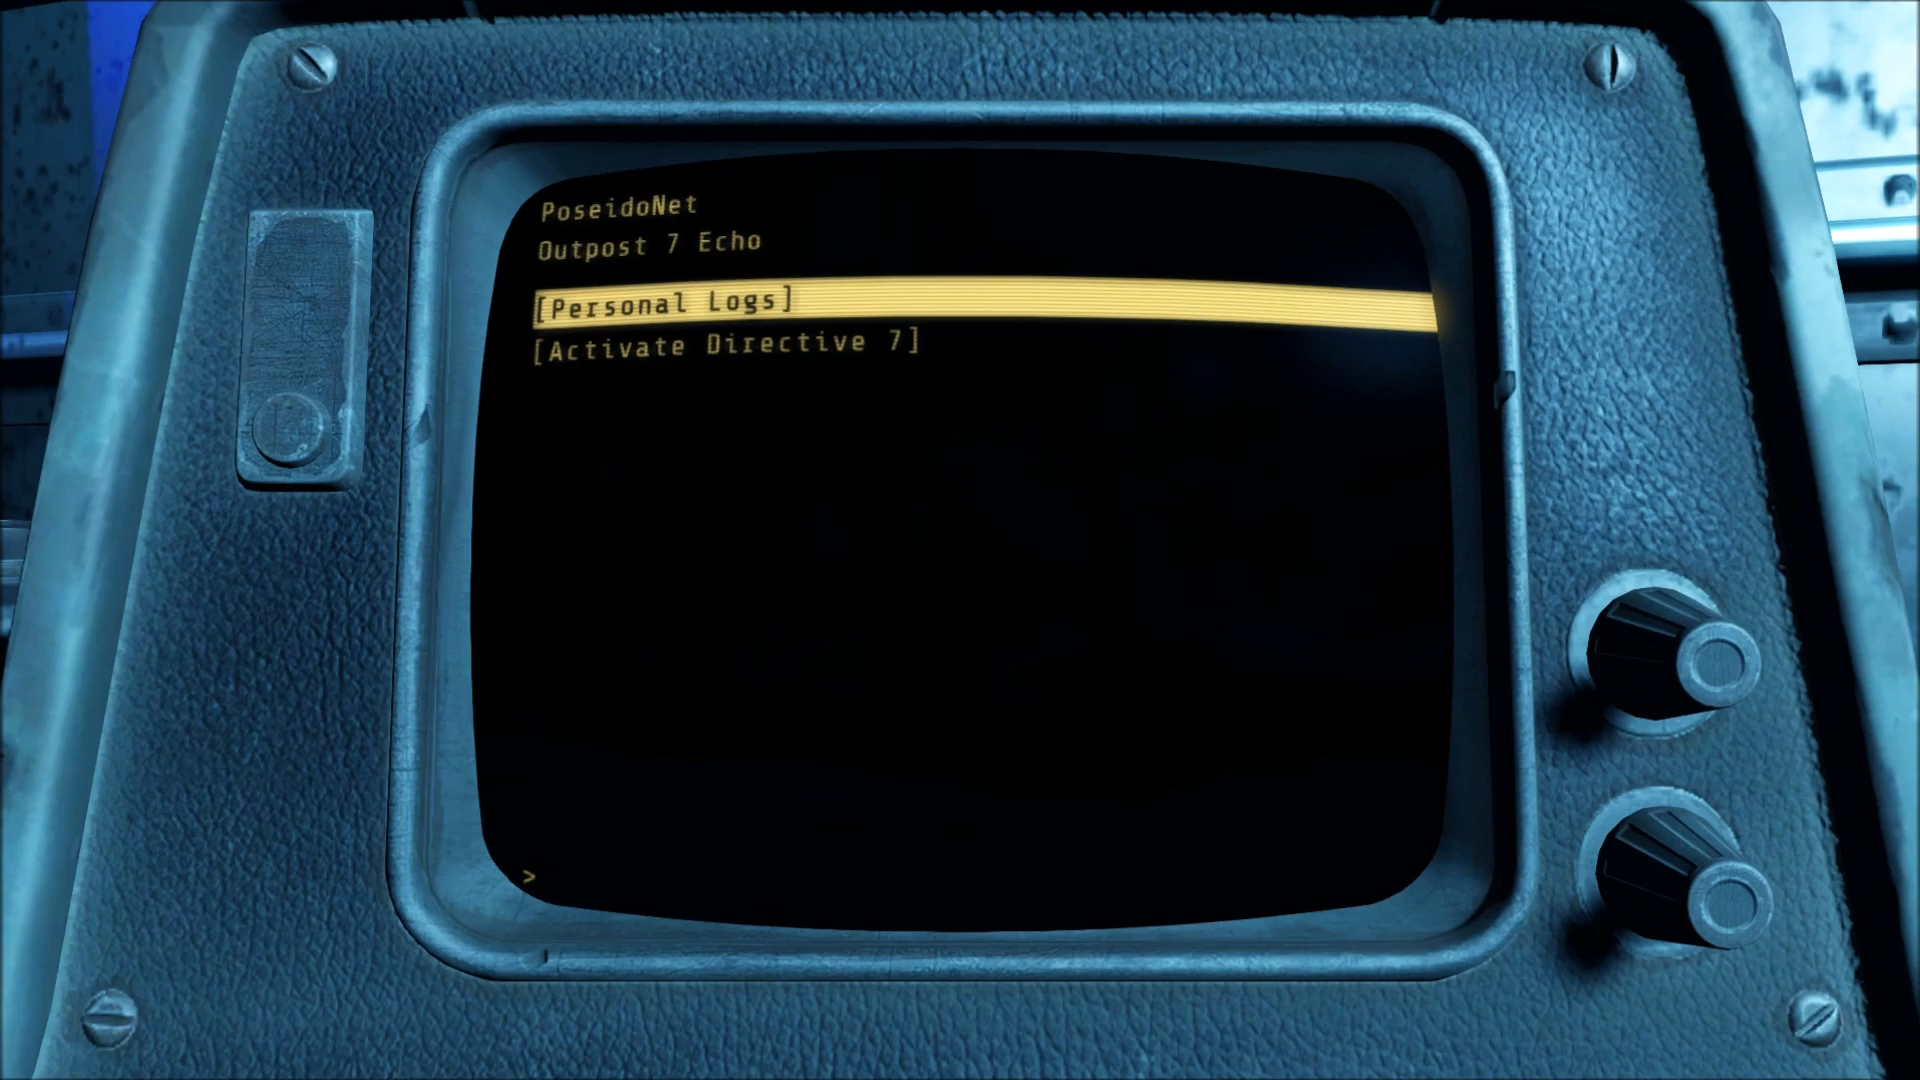 PoseidoNet
Outpost 7 Echo
[Personal Logs]
[Activate Directive 7]
>